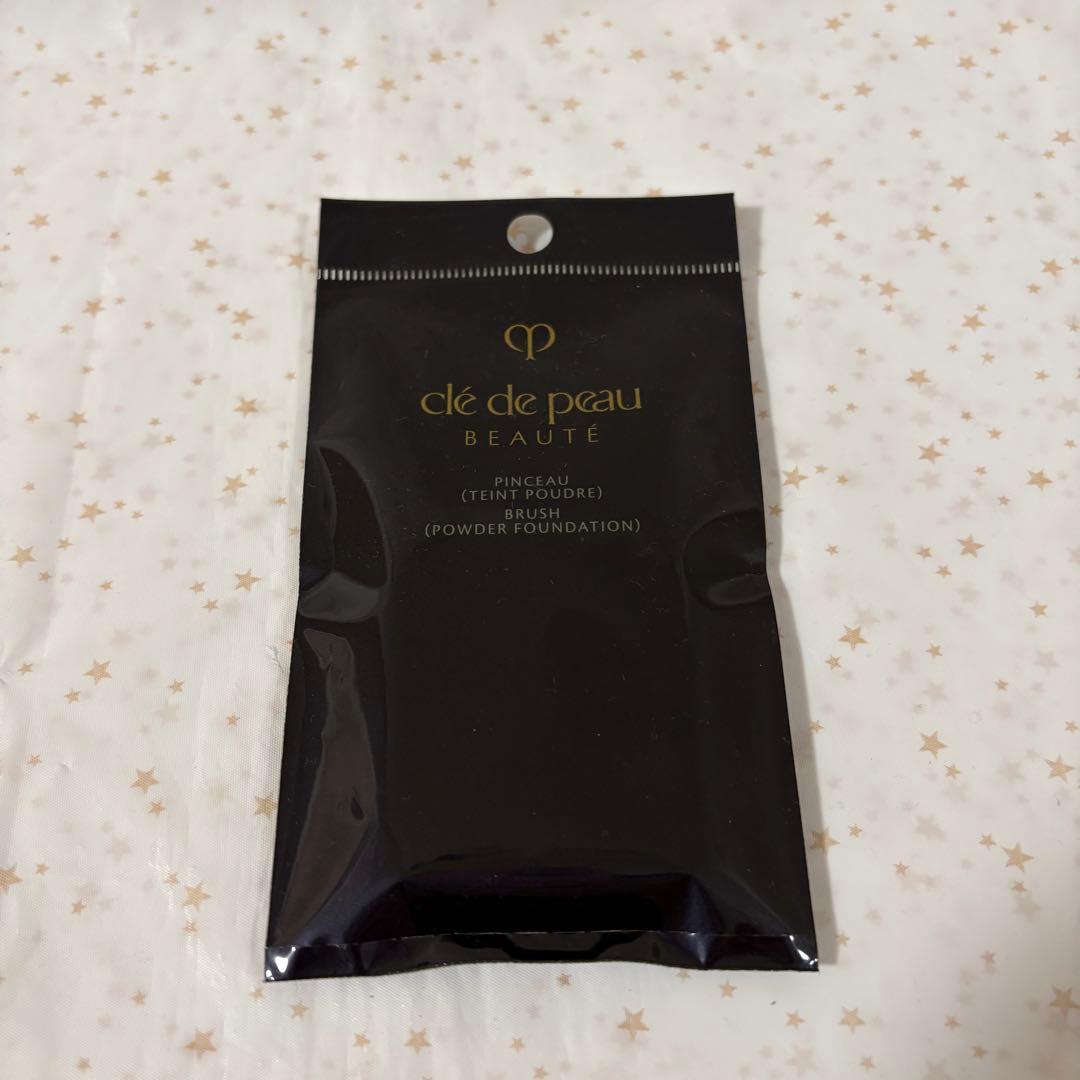 clé de peau
BEAUTÉ
PINCEAU
(TEINT POUDRE)
BRUSH
(POWDER FOUNDATION)